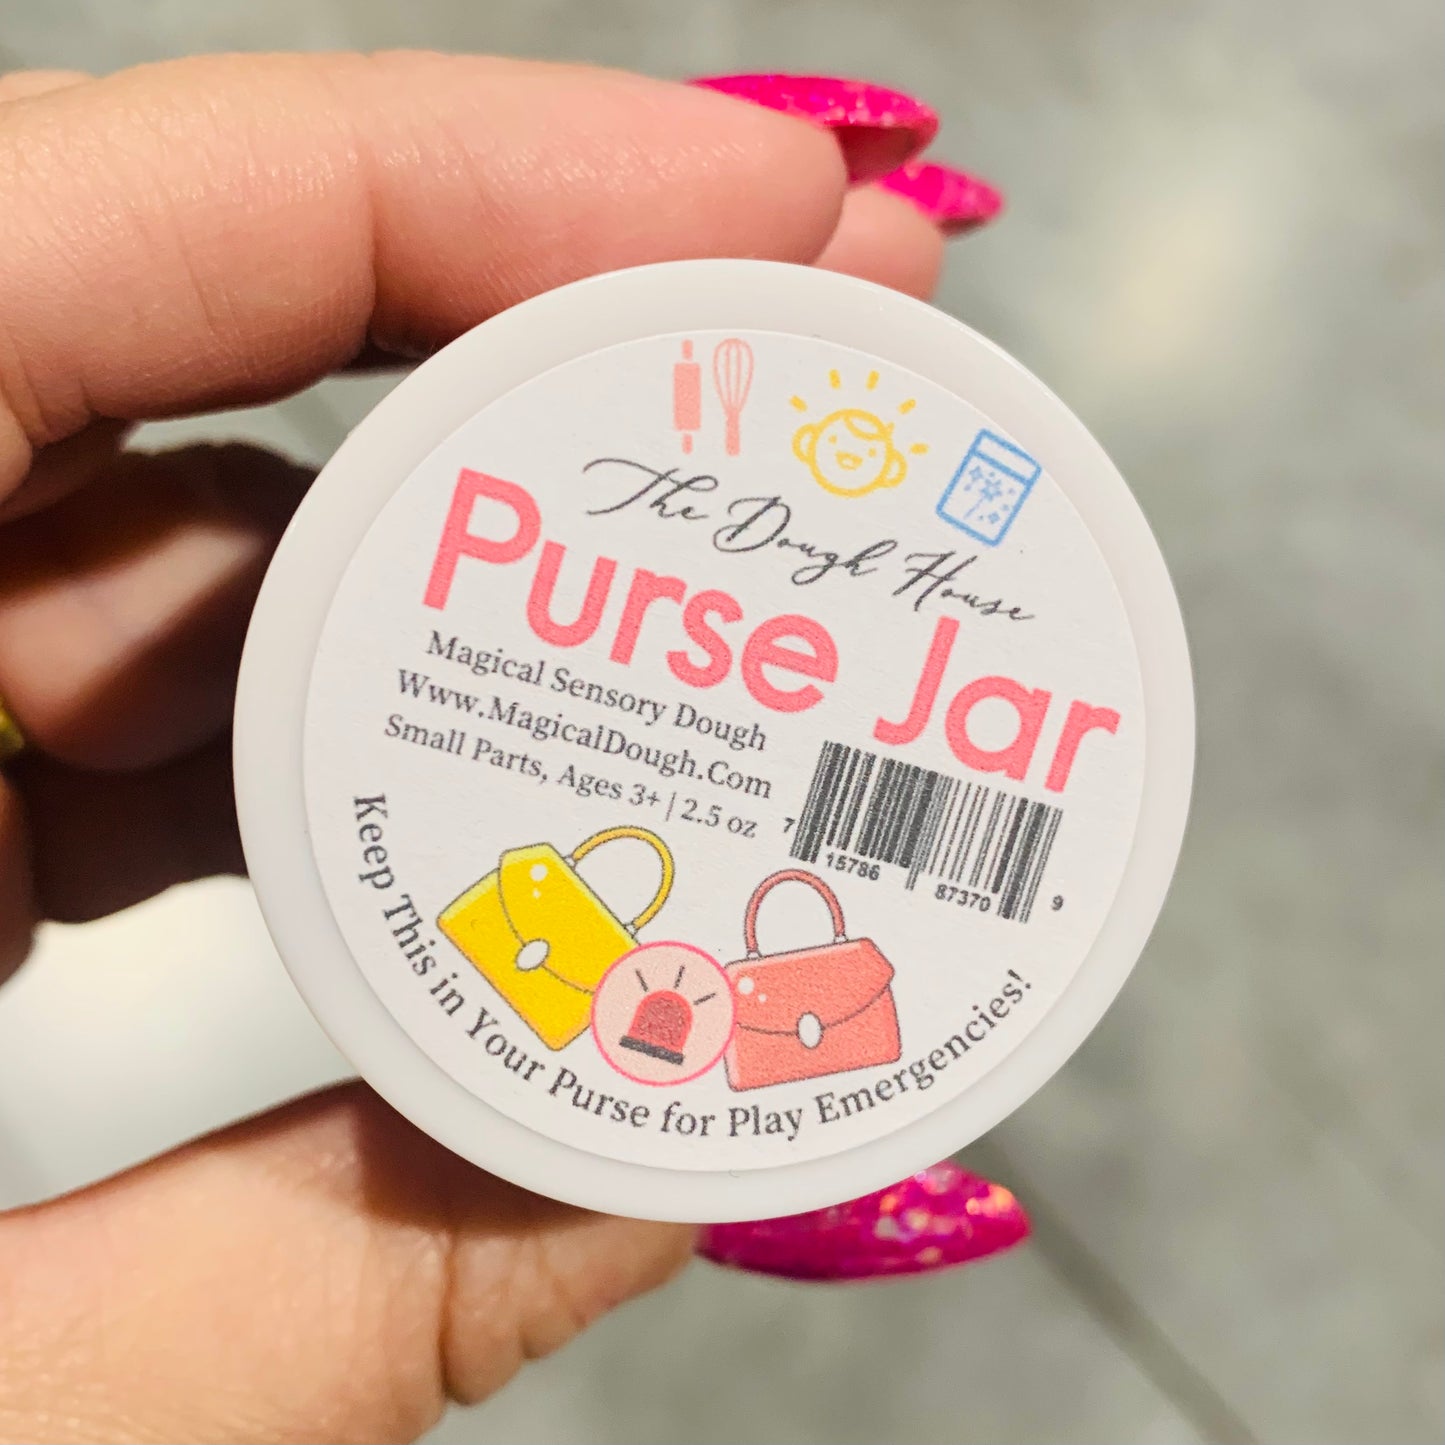 The Dough House
Purse Jar
Magical Sensory Dough
Www.MagicalDough.Com
Small Parts, Ages 3+ | 2.5 oz
7 15786 87370 9
Keep This in Your Purse for Play Emergencies!